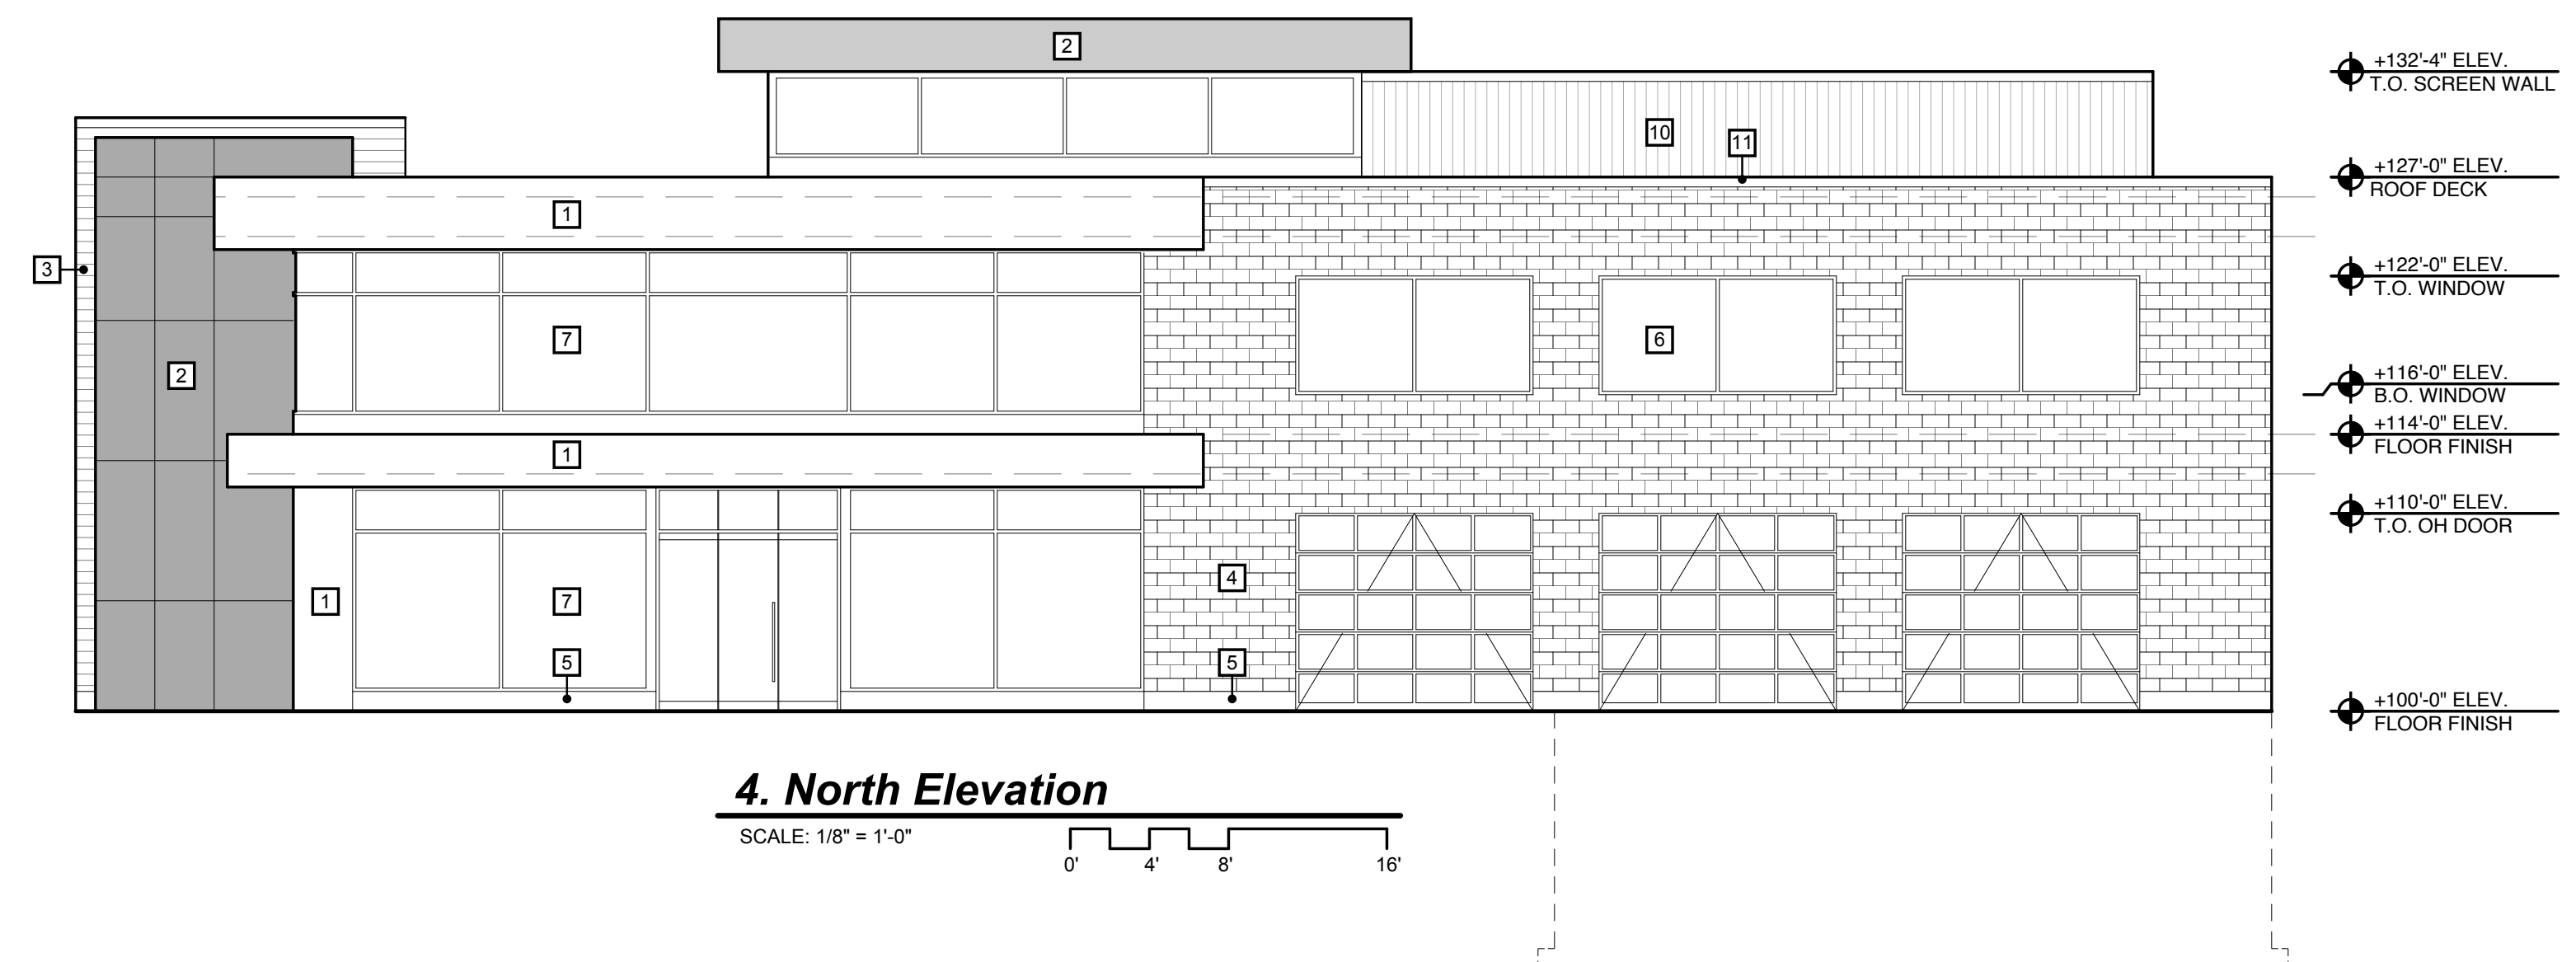 2
+132'-4" ELEV.
T.O. SCREEN WALL
10
11
+127'-0" ELEV.
ROOF DECK
1
3
+122'-0" ELEV.
T.O. WINDOW
7
6
2
+116'-0" ELEV.
B.O. WINDOW
+114'-0" ELEV.
FLOOR FINISH
1
+110'-0" ELEV.
T.O. OH DOOR
4
1
7
5
5
+100'-0" ELEV.
FLOOR FINISH
4. North Elevation
SCALE: 1/8" = 1'-0"
0' 4' 8' 16'